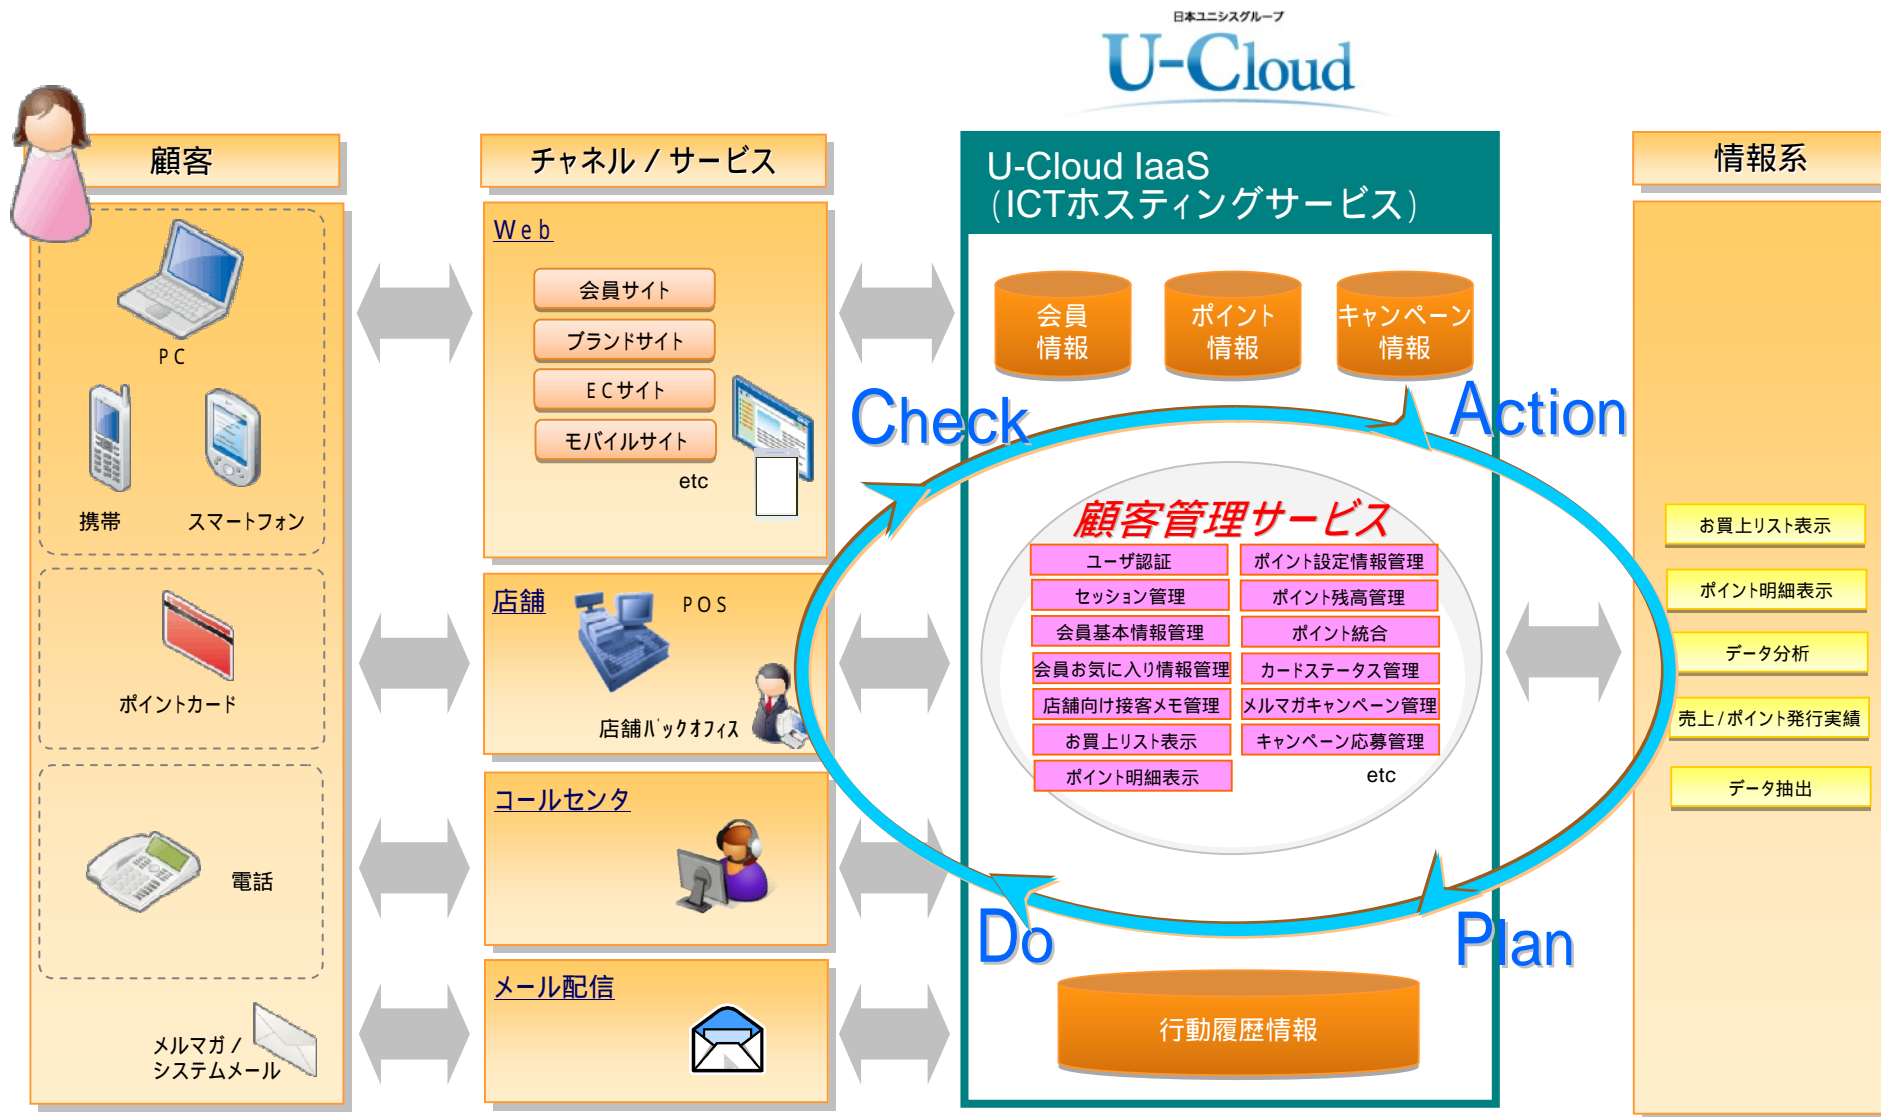 日本ユニシスグループ
U-Cloud
顧客
PC
携帯
スマートフォン
ポイントカード
電話
メルマガ/
システムメール
チャネル/サービス
Web
会員サイト
ブランドサイト
ECサイト
モバイルサイト
etc
店舗
POS
店舗バックオフィス
コールセンタ
メール配信
U-Cloud IaaS
(ICTホスティングサービス)
会員
情報
ポイント
情報
キャンペーン
情報
Check
Action
顧客管理サービス
ユーザ認証
ポイント設定情報管理
セッション管理
ポイント残高管理
会員基本情報管理
ポイント統合
会員お気に入り情報管理
カードステータス管理
店舗向け接客メモ管理
メルマガキャンペーン管理
お買上リスト表示
キャンペーン応募管理
ポイント明細表示
etc
Do
Plan
行動履歴情報
情報系
お買上リスト表示
ポイント明細表示
データ分析
売上/ポイント発行実績
データ抽出